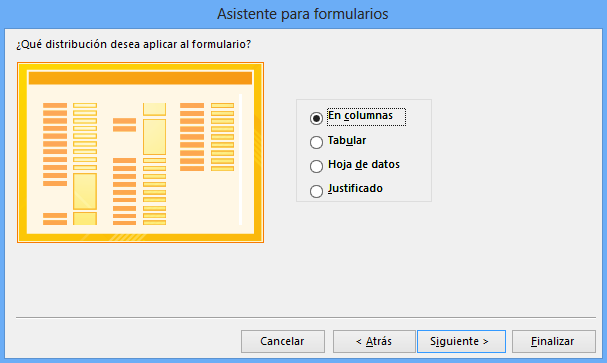 Asistente para formularios
¿Qué distribución desea aplicar al formulario?
En columnas
Tabular
Hoja de datos
Justificado
Cancelar
< Atrás
Siguiente >
Finalizar